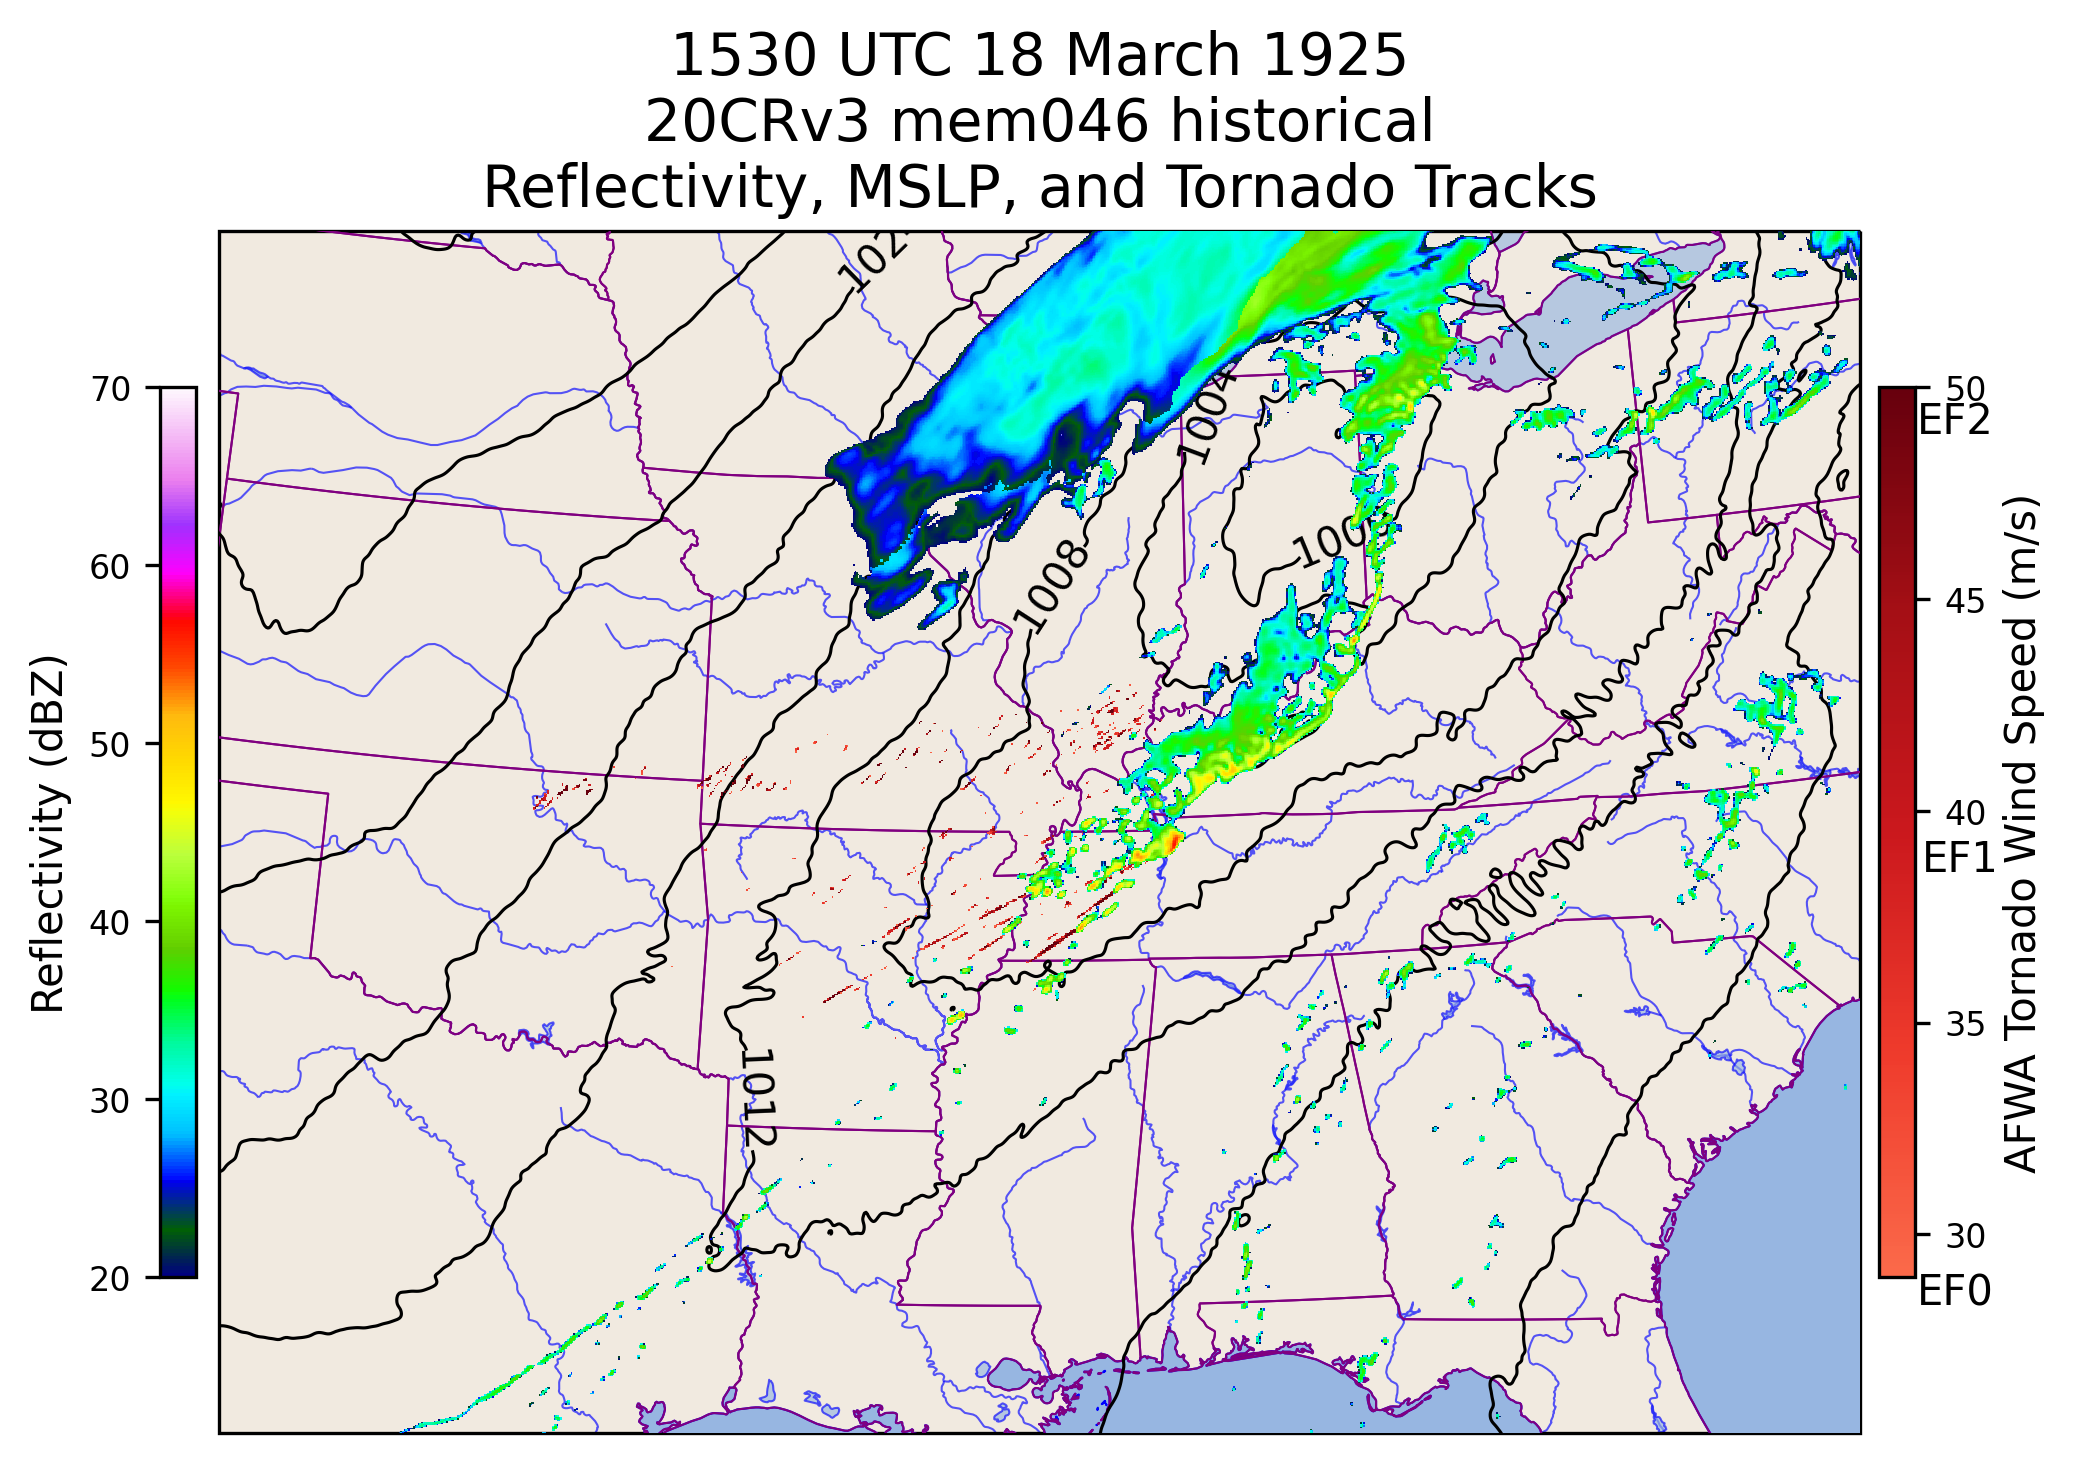 1530 UTC 18 March 1925
20CRv3 mem046 historical
Reflectivity, MSLP, and Tornado Tracks
1004
1008
100
1012
70
60
50
40
30
20
Reflectivity (dBZ)
50
EF2
45
40
EF1
35
30
EF0
AFWA Tornado Wind Speed (m/s)